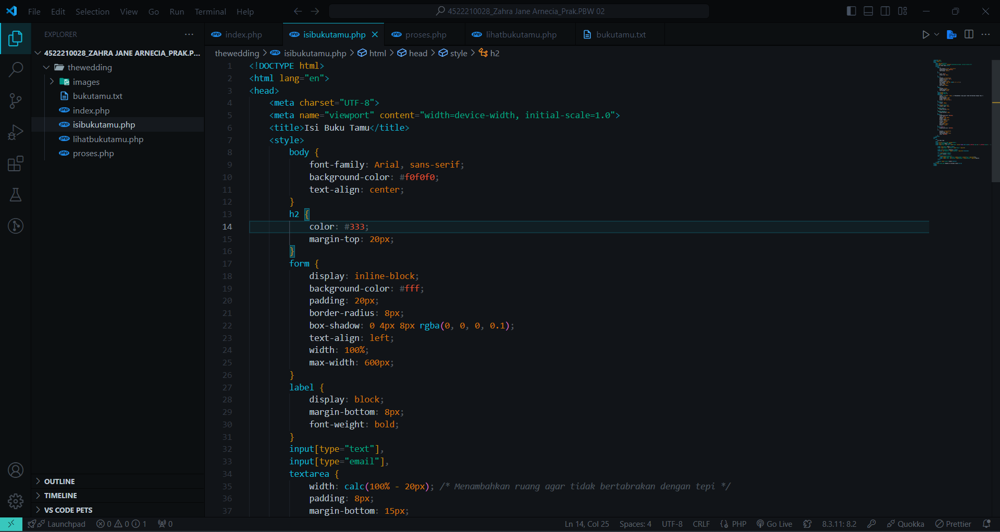 File Edit Selection View Go Run Terminal Help
4522210028_Zahra Jane Arnecia_Prak.PBW 02
EXPLORER
4522210028_ZAHRA JANE ARNECIA_PRAK.P...
thewedding
images
bukutamu.txt
index.php
isibukutamu.php
lihatbukutamu.php
proses.php
OUTLINE
TIMELINE
VS CODE PETS
index.php isibukutamu.php proses.php lihatbukutamu.php bukutamu.txt
thewedding > isibukutamu.php > html > head > style > h2
1 <!DOCTYPE html>
2 <html lang="en">
3 <head>
4 <meta charset="UTF-8">
5 <meta name="viewport" content="width=device-width, initial-scale=1.0">
6 <title>Isi Buku Tamu</title>
7 <style>
8 body {
9 font-family: Arial, sans-serif;
10 background-color: #f0f0f0;
11 text-align: center;
12 }
13 h2 {
14 color: #333;
15 margin-top: 20px;
16 }
17 form {
18 display: inline-block;
19 background-color: #fff;
20 padding: 20px;
21 border-radius: 8px;
22 box-shadow: 0 4px 8px rgba(0, 0, 0, 0.1);
23 text-align: left;
24 width: 100%;
25 max-width: 600px;
26 }
27 label {
28 display: block;
29 margin-bottom: 8px;
30 font-weight: bold;
31 }
32 input[type="text"],
33 input[type="email"],
34 textarea {
35 width: calc(100% - 20px); /* Menambahkan ruang agar tidak bertabrakan dengan tepi */
36 padding: 8px;
37 margin-bottom: 15px;
Launchpad 0 0 1 0 Ln 14, Col 25 Spaces: 4 UTF-8 CRLF PHP Go Live 8.3.11: 8.2 Quokka Prettier